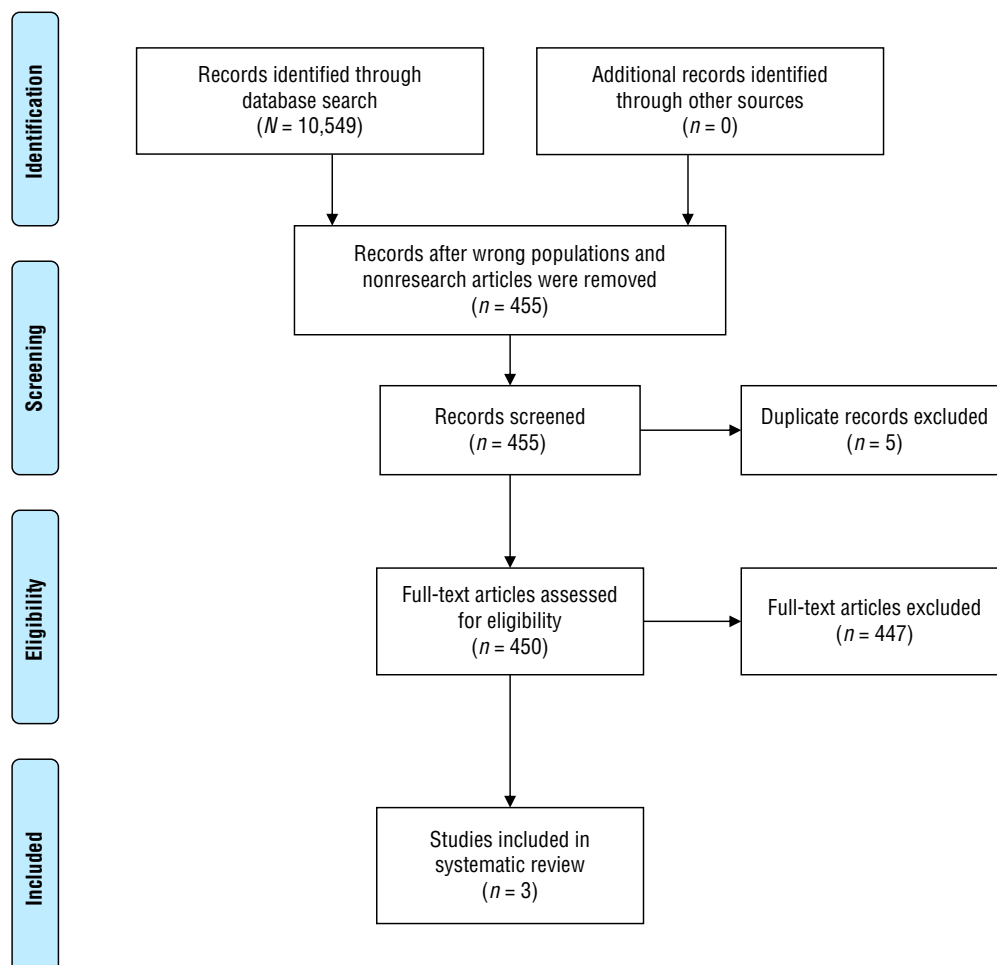 Identification
Records identified through
database search
(N = 10,549)
Additional records identified
through other sources
(n = 0)
Records after wrong populations and
nonresearch articles were removed
(n = 455)
Screening
Records screened
(n = 455)
Duplicate records excluded
(n = 5)
Eligibility
Full-text articles assessed
for eligibility
(n = 450)
Full-text articles excluded
(n = 447)
Included
Studies included in
systematic review
(n = 3)